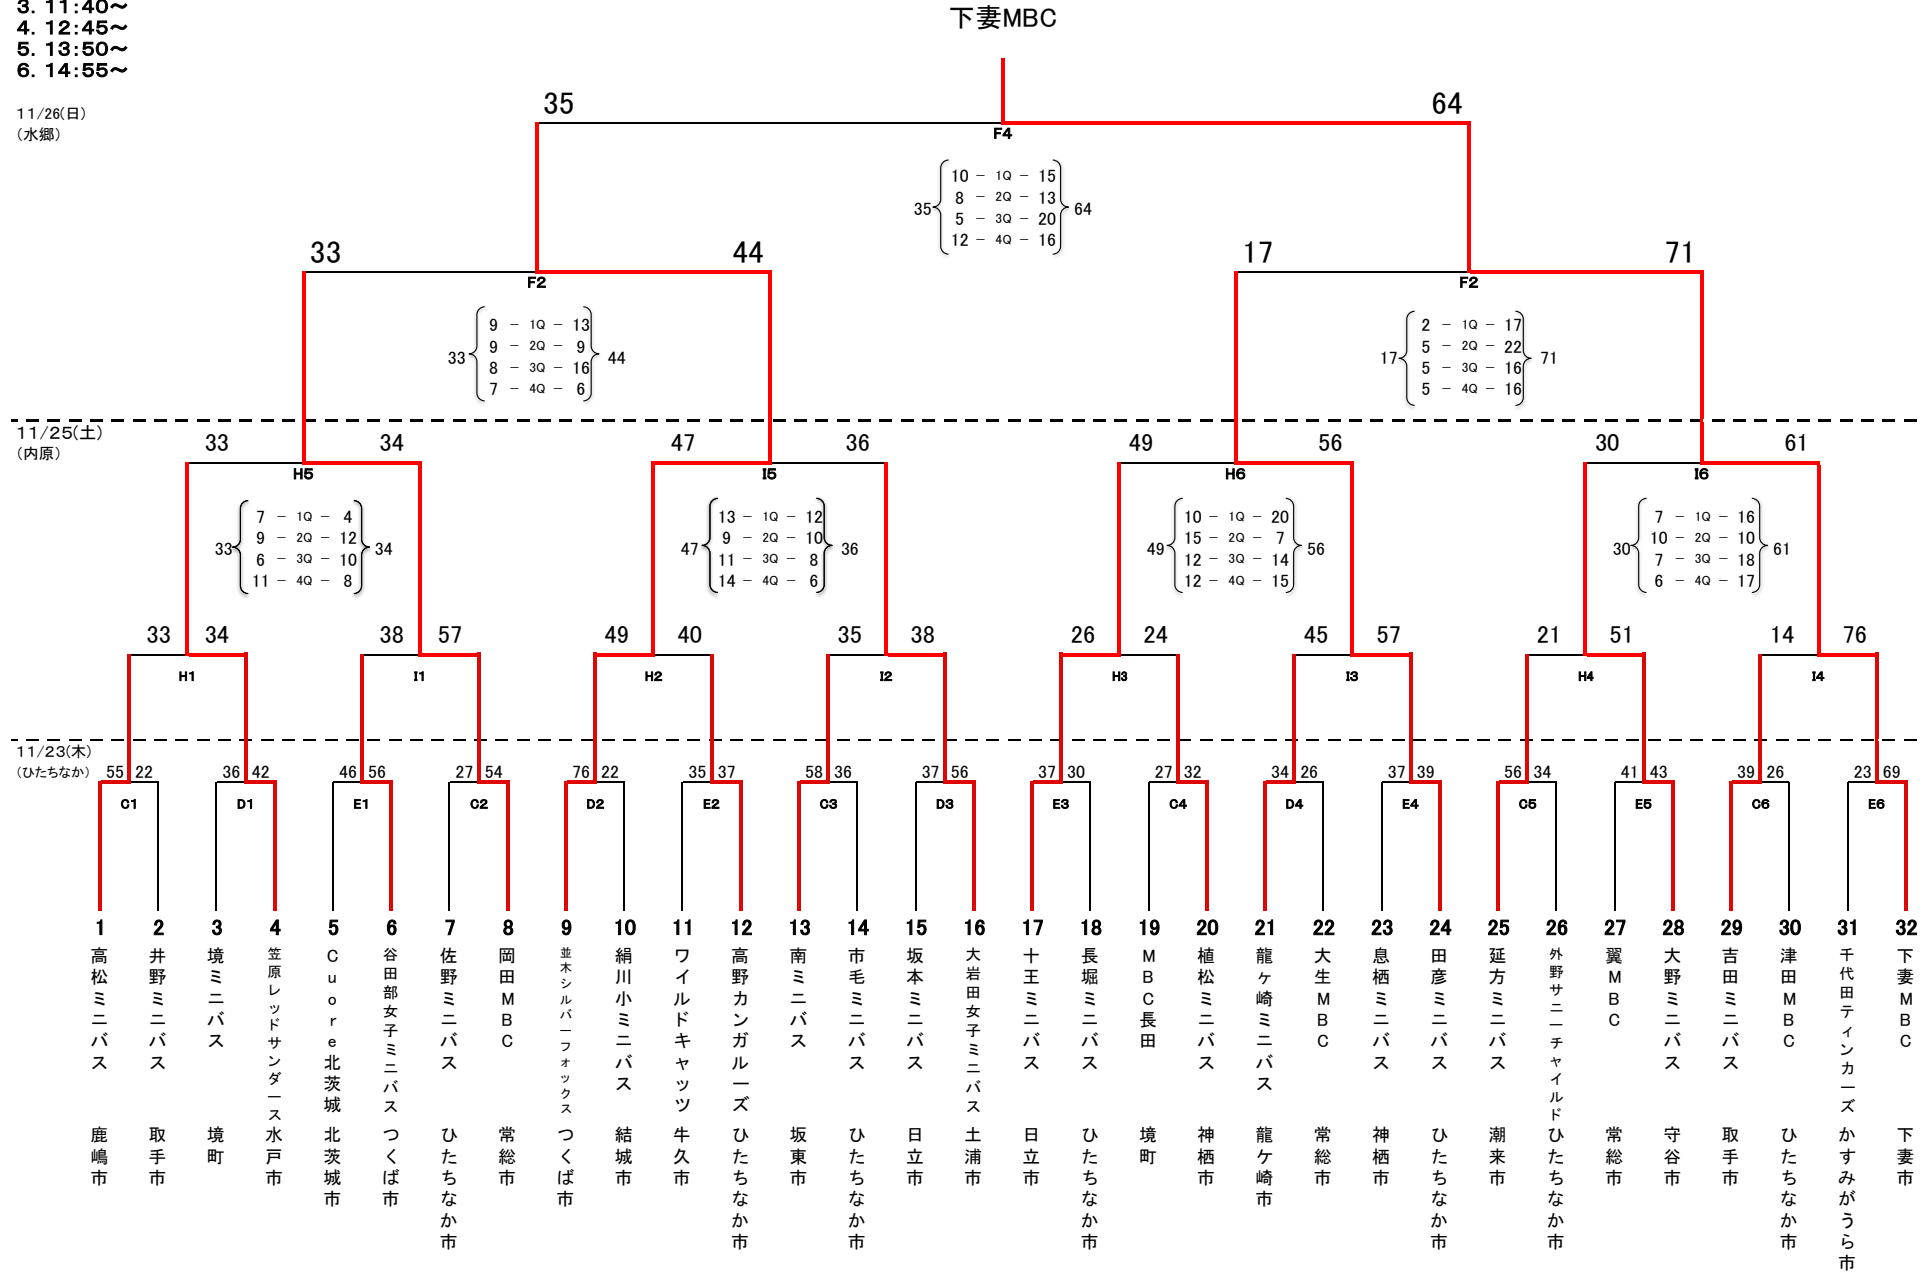 3. 11:40～
4. 12:45～
5. 13:50～
6. 14:55～
下妻MBC
11/26(日)
(水郷)
35 64
F4
10 － 1Q － 15
8 － 2Q － 13
35 64
5 － 3Q － 20
12 － 4Q － 16
33 44 17 71
F2 F2
9 － 1Q － 13
9 － 2Q － 9
33 44
8 － 3Q － 16
7 － 4Q － 6
2 － 1Q － 17
5 － 2Q － 22
17 71
5 － 3Q － 16
5 － 4Q － 16
11/25(土)
(内原)
33 34 47 36 49 56 30 61
H5 I5 H6 I6
7 － 1Q － 4
9 － 2Q － 12
33 34
6 － 3Q － 10
11 － 4Q － 8
13 － 1Q － 12
9 － 2Q － 10
47 36
11 － 3Q － 8
14 － 4Q － 6
10 － 1Q － 20
15 － 2Q － 7
49 56
12 － 3Q － 14
12 － 4Q － 15
7 － 1Q － 16
10 － 2Q － 10
30 61
7 － 3Q － 18
6 － 4Q － 17
33 34 38 57 49 40 35 38 26 24 45 57 21 51 14 76
H1 I1 H2 I2 H3 I3 H4 I4
11/23(木)
(ひたちなか)
55 22 36 42 46 56 27 54 76 22 35 37 58 36 37 56 37 30 27 32 34 26 37 39 56 34 41 43 39 26 23 69
C1 D1 E1 C2 D2 E2 C3 D3 E3 C4 D4 E4 C5 E5 C6 E6
1 2 3 4 5 6 7 8 9 10 11 12 13 14 15 16 17 18 19 20 21 22 23 24 25 26 27 28 29 30 31 32
高松ミニバス
井野ミニバス
境ミニバス
笠原レッドサンダース
Cuore北茨城
谷田部女子ミニバス
佐野ミニバス
岡田MBC
並木シルバーフォックス
絹川小ミニバス
ワイルドキャッツ
高野カンガルーズ
南ミニバス
市毛ミニバス
坂本ミニバス
大岩田女子ミニバス
十王ミニバス
長堀ミニバス
MBC長田
植松ミニバス
龍ヶ崎ミニバス
大生MBC
息栖ミニバス
田彦ミニバス
延方ミニバス
外野サニーチャイルド
翼MBC
大野ミニバス
吉田ミニバス
津田MBC
千代田ティンカーズ
下妻MBC
鹿嶋市
取手市
境町
水戸市
北茨城市
つくば市
ひたちなか市
常総市
つくば市
結城市
牛久市
ひたちなか市
坂東市
ひたちなか市
日立市
土浦市
日立市
ひたちなか市
境町
神栖市
龍ケ崎市
常総市
神栖市
ひたちなか市
潮来市
ひたちなか市
常総市
守谷市
取手市
ひたちなか市
かすみがうら市
下妻市